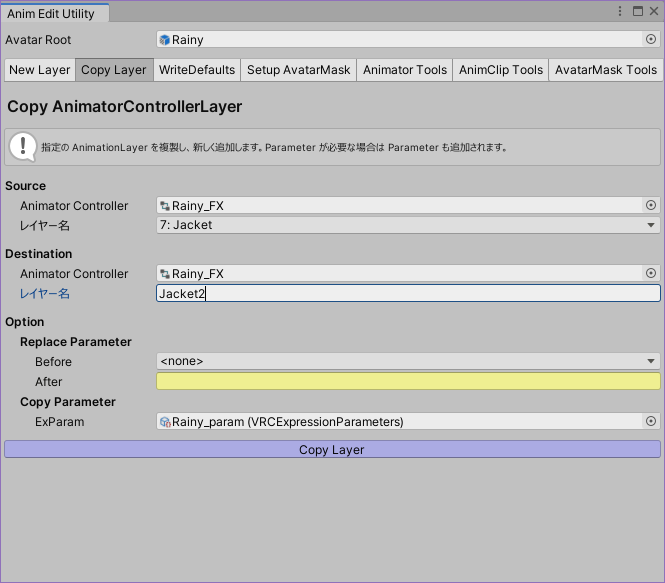 Anim Edit Utility
Avatar Root Rainy
New Layer Copy Layer WriteDefaults Setup AvatarMask Animator Tools AnimClip Tools AvatarMask Tools
Copy AnimatorControllerLayer
指定の AnimationLayer を複製し、新しく追加します。Parameter が必要な場合は Parameter も追加されます。
Source
Animator Controller Rainy_FX
レイヤー名 7: Jacket
Destination
Animator Controller Rainy_FX
レイヤー名 Jacket2
Option
Replace Parameter
Before <none>
After
Copy Parameter
ExParam Rainy_param (VRCExpressionParameters)
Copy Layer